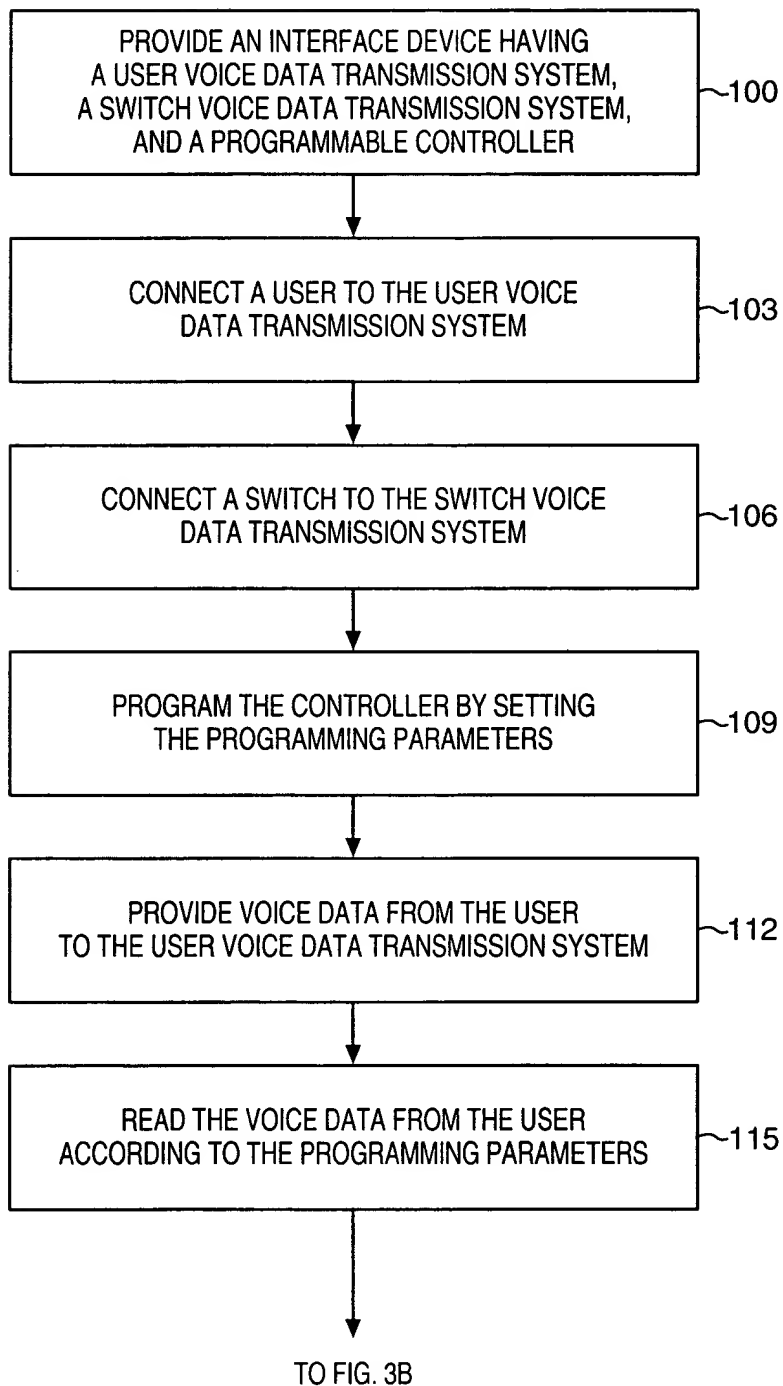 PROVIDE AN INTERFACE DEVICE HAVING
A USER VOICE DATA TRANSMISSION SYSTEM,
A SWITCH VOICE DATA TRANSMISSION SYSTEM,
AND A PROGRAMMABLE CONTROLLER
100
CONNECT A USER TO THE USER VOICE
DATA TRANSMISSION SYSTEM
103
CONNECT A SWITCH TO THE SWITCH VOICE
DATA TRANSMISSION SYSTEM
106
PROGRAM THE CONTROLLER BY SETTING
THE PROGRAMMING PARAMETERS
109
PROVIDE VOICE DATA FROM THE USER
TO THE USER VOICE DATA TRANSMISSION SYSTEM
112
READ THE VOICE DATA FROM THE USER
ACCORDING TO THE PROGRAMMING PARAMETERS
115
TO FIG. 3B